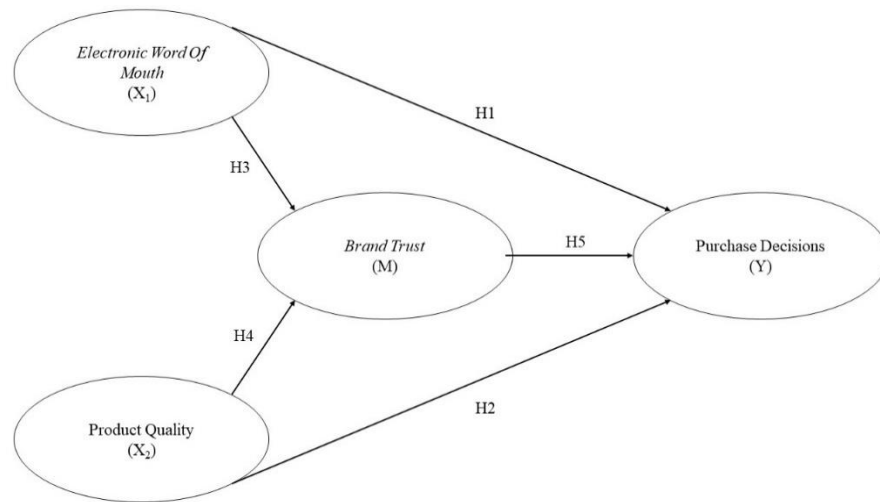 Electronic Word Of
Mouth
(X₁)
H1
H3
Brand Trust
(M)
H5
Purchase Decisions
(Y)
H4
H2
Product Quality
(X₂)